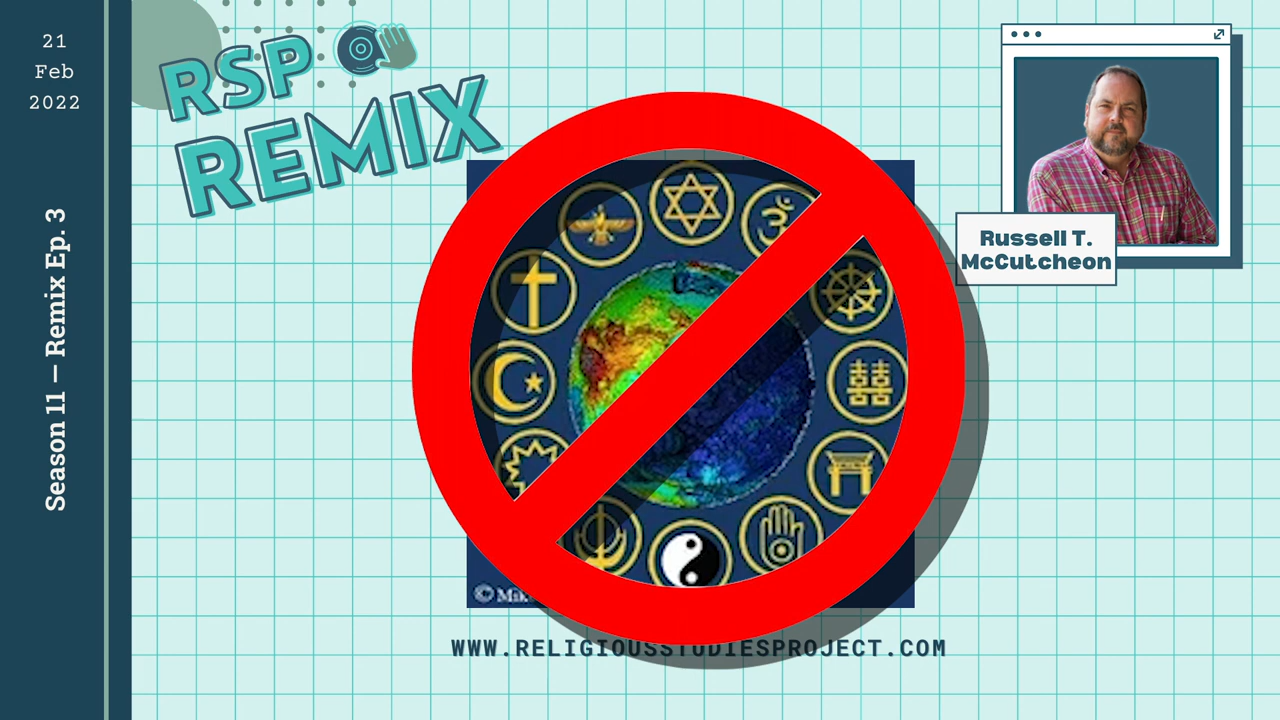 21
Feb
2022
Season 11 — Remix Ep. 3
RSP
REMIX
Russell T.
McCutcheon
©
WWW.RELIGIOUSSTUDIESPROJECT.COM